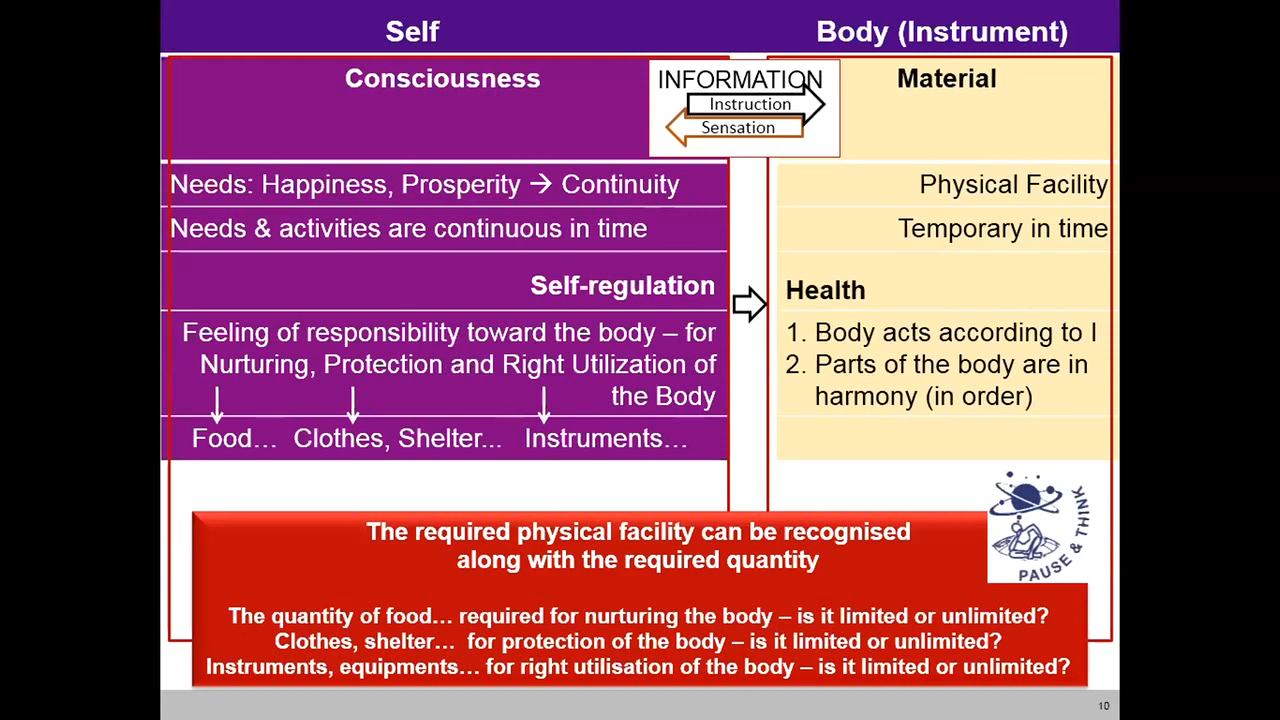 Self
Body (Instrument)
Consciousness
INFORMATION
Instruction
Sensation
Material
Needs: Happiness, Prosperity → Continuity
Physical Facility
Needs & activities are continuous in time
Temporary in time
Self-regulation
Health
Feeling of responsibility toward the body – for
Nurturing, Protection and Right Utilization of
the Body
1. Body acts according to I
2. Parts of the body are in
harmony (in order)
Food… Clothes, Shelter... Instruments…
PAUSE & THINK
The required physical facility can be recognised
along with the required quantity
The quantity of food… required for nurturing the body – is it limited or unlimited?
Clothes, shelter… for protection of the body – is it limited or unlimited?
Instruments, equipments… for right utilisation of the body – is it limited or unlimited?
10